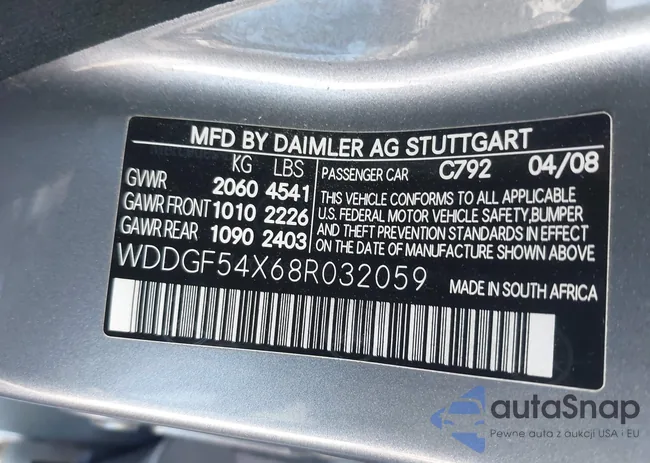 MFD BY DAIMLER AG STUTTGART
KG LBS
GVWR 2060 4541
GAWR FRONT 1010 2226
GAWR REAR 1090 2403
PASSENGER CAR C792 04/08
THIS VEHICLE CONFORMS TO ALL APPLICABLE
U.S. FEDERAL MOTOR VEHICLE SAFETY, BUMPER
AND THEFT PREVENTION STANDARDS IN EFFECT
ON DATE OF MANUFACTURE SHOWN ABOVE.
WDDGF54X68R032059
MADE IN SOUTH AFRICA
autaSnap
Pewne auta z aukcji USA i EU